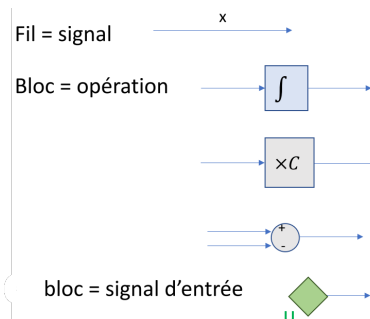 x
Fil = signal
Bloc = opération
∫
×C
+
-
bloc = signal d'entrée